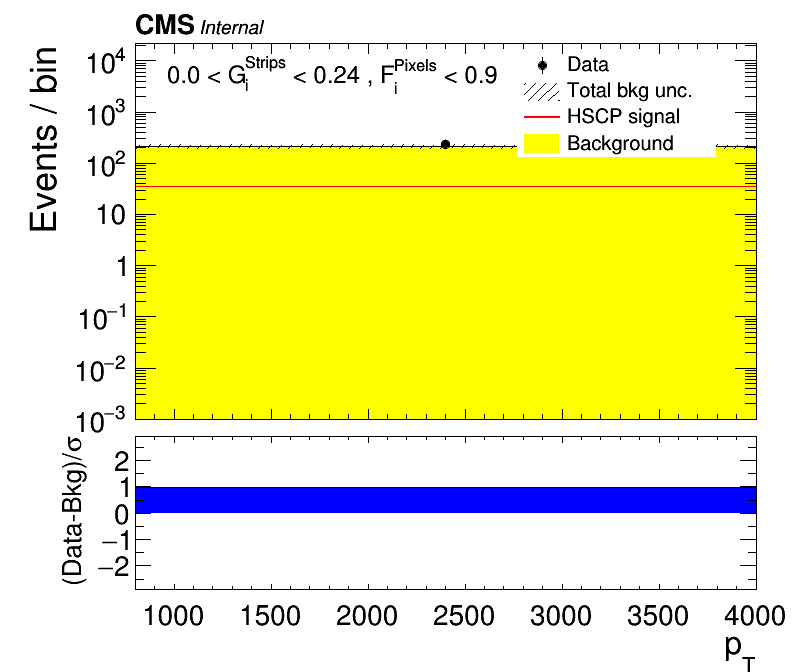 CMS Internal
0.0 < G_i^Strips < 0.24 , F_i^Pixels < 0.9
Data
Total bkg unc.
HSCP signal
Background
Events / bin
10^4
10^3
10^2
10
1
10^−1
10^−2
10^−3
(Data-Bkg)/σ
2
1
0
−1
−2
1000 1500 2000 2500 3000 3500 4000
p_T